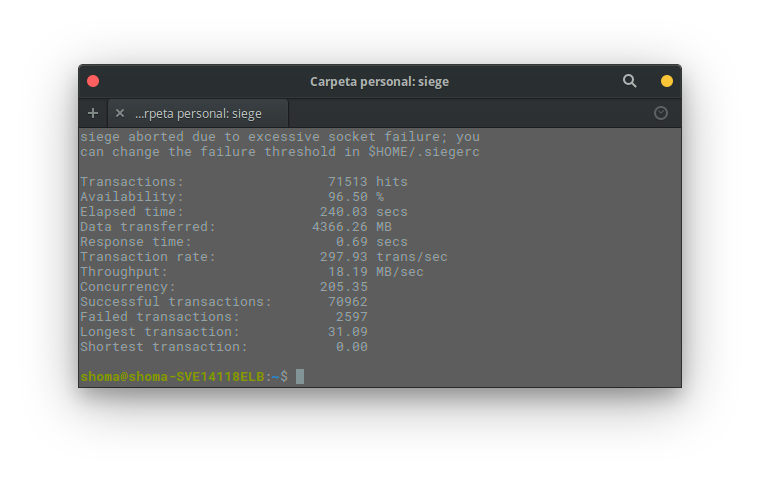 Carpeta personal: siege
...rpeta personal: siege
siege aborted due to excessive socket failure; you
can change the failure threshold in $HOME/.siegerc
Transactions: 71513 hits
Availability: 96.50 %
Elapsed time: 240.03 secs
Data transferred: 4366.26 MB
Response time: 0.69 secs
Transaction rate: 297.93 trans/sec
Throughput: 18.19 MB/sec
Concurrency: 205.35
Successful transactions: 70962
Failed transactions: 2597
Longest transaction: 31.09
Shortest transaction: 0.00
shoma@shoma-SVE14118ELB:~$